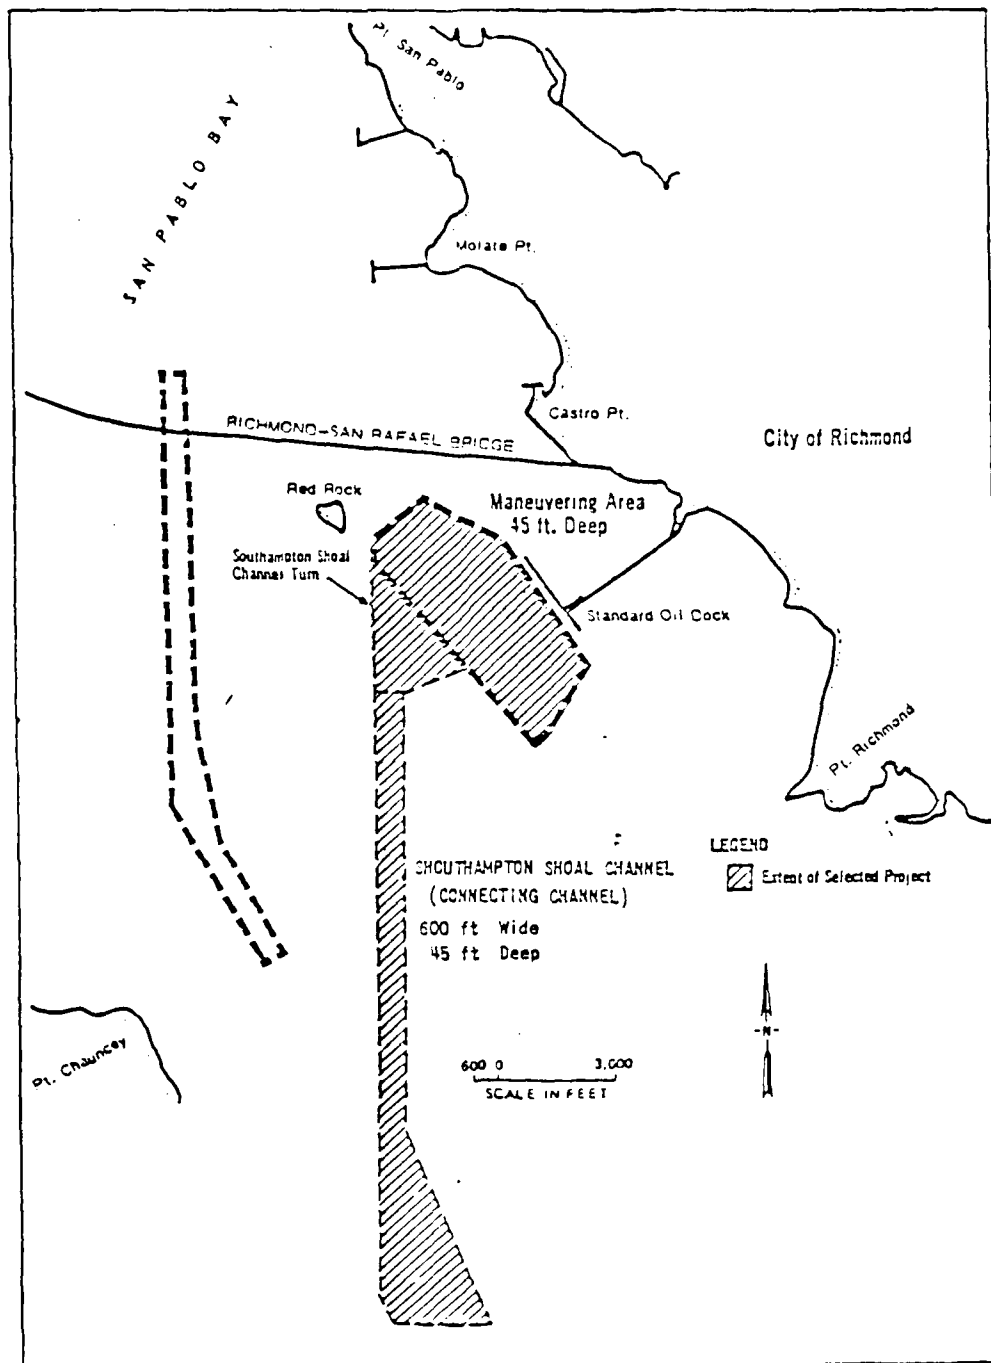 Pt. San Pablo
SAN PABLO BAY
Molate Pt.
Castro Pt.
RICHMOND-SAN RAFAEL BRIDGE
City of Richmond
Red Rock
Maneuvering Area
45 ft. Deep
Southampton Shoal
Channel Turn
Standard Oil Dock
Pt. Richmond
LEGEND
Extent of Selected Project
SHOUTHAMPTON SHOAL CHANNEL
(CONNECTING CHANNEL)
600 ft Wide
45 ft Deep
-N-
Pt. Chauncey
600 0 3,000
SCALE IN FEET